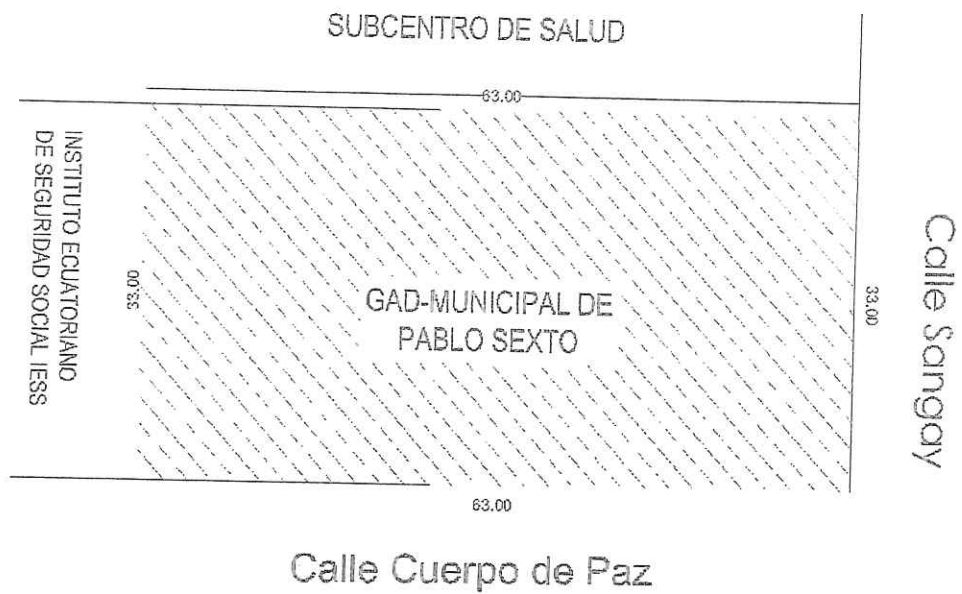 SUBCENTRO DE SALUD
63.00
INSTITUTO ECUATORIANO
DE SEGURIDAD SOCIAL IESS
33.00
GAD-MUNICIPAL DE
PABLO SEXTO
33.00
Calle Sangay
63.00
Calle Cuerpo de Paz